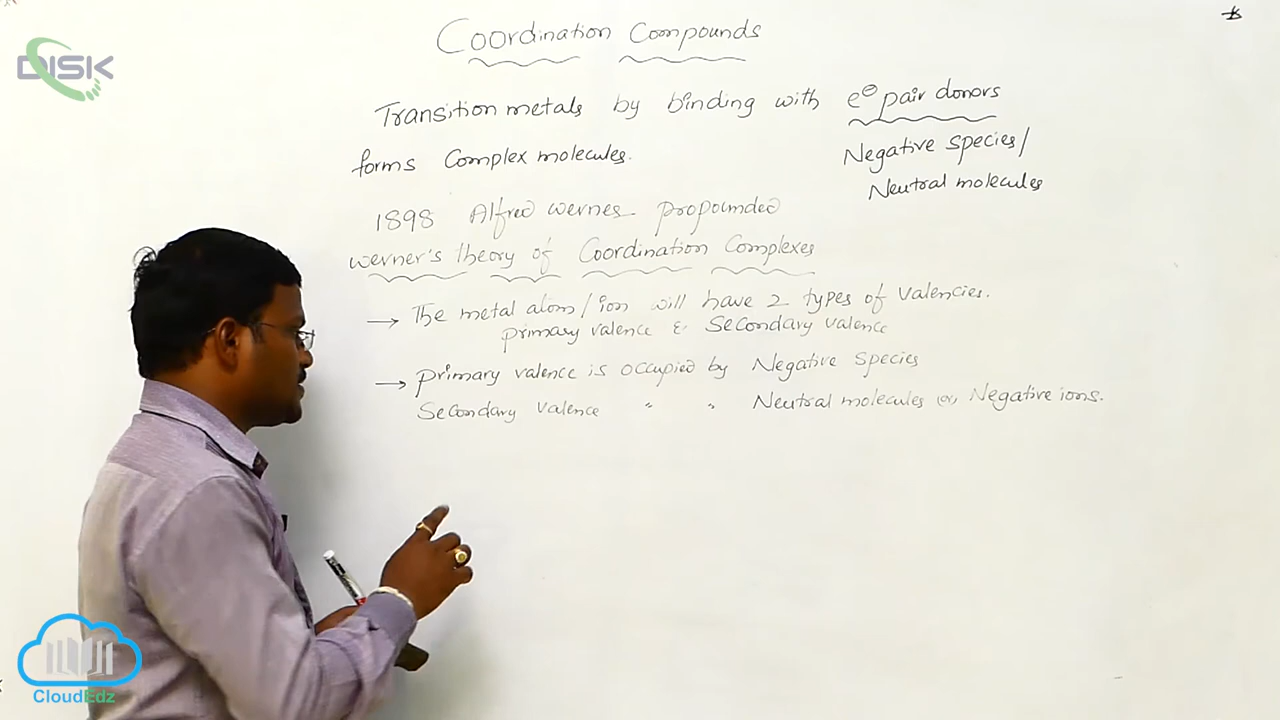 Coordination Compounds
DISK
Transition metals by binding with e⊖ pair donors
Negative species/
forms Complex molecules.
Neutral molecules
1898 Alfred Werner propounded
Werner's theory of Coordination Complexes
→ The metal atom/ion will have 2 types of valencies.
primary valence & Secondary valence
→ Primary valence is occupied by Negative Species
Secondary valence " " Neutral molecules (or) Negative ions.
CloudEdz